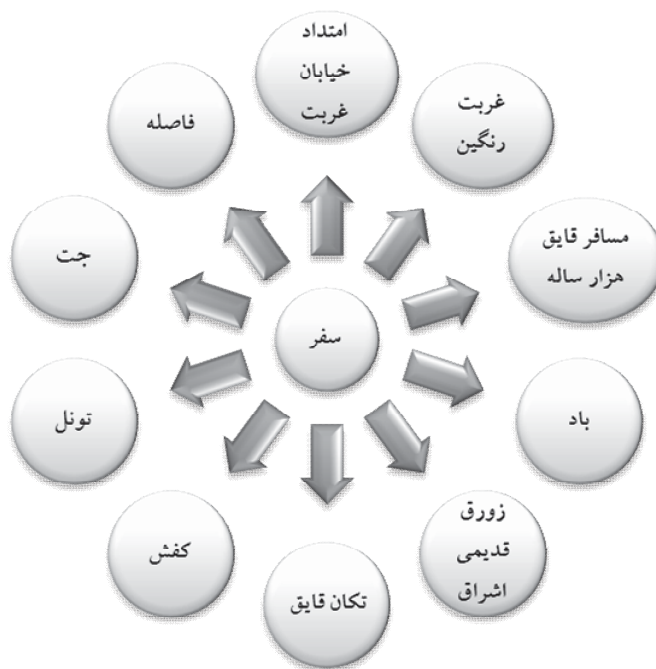 امتداد
خیابان
غربت
غربت
رنگین
مسافر قایق
هزار ساله
باد
زورق
قدیمی
اشراق
تکان قایق
کفش
تونل
جت
فاصله
سفر